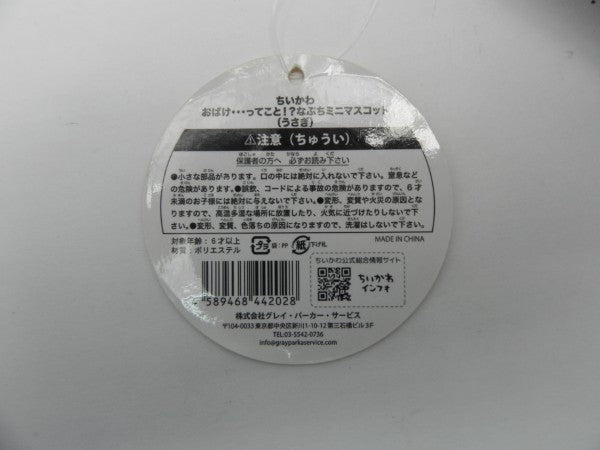 ちいかわ
おばけ･･･ってこと!?なぷちミニマスコット
(うさぎ)
⚠注意(ちゅうい)
保護者の方へ 必ずお読み下さい
●小さな部品があります。口の中には絶対に入れないで下さい。窒息など
の危険があります。●誤飲、コードによる事故の危険がありますので、6才
未満のお子様には絶対に与えないで下さい。●変形、変質や火災の原因とな
りますので、高温多湿な場所に放置したり、火気に近づけたりしないで下
さい。●変形、変質、色落ちの原因になりますので、洗濯はしないで下さい。
対象年齢:6才以上
材質:ポリエステル
プラ 袋:PP 紙 下げ札
MADE IN CHINA
ちいかわ公式総合情報サイト
ちいかわ
インフォ
4 589468 442028
株式会社グレイ・パーカー・サービス
〒104-0033 東京都中央区新川1-10-12 第三石橋ビル3F
TEL:03-5542-0736
info@grayparkaservice.com